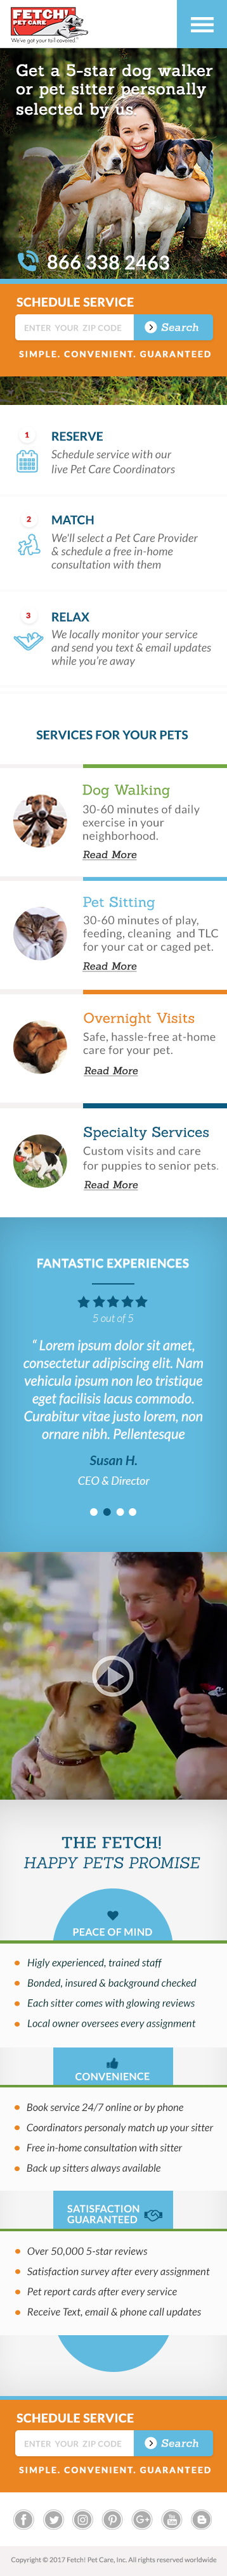 FETCH!
PET CARE
We've got your tail covered.
Get a 5-star dog walker
or pet sitter personally
selected by us.
866 338 2463
SCHEDULE SERVICE
ENTER YOUR ZIP CODE
Search
SIMPLE. CONVENIENT. GUARANTEED
1
RESERVE
Schedule service with our
live Pet Care Coordinators
2
MATCH
We'll select a Pet Care Provider
& schedule a free in-home
consultation with them
3
RELAX
We locally monitor your service
and send you text & email updates
while you're away
SERVICES FOR YOUR PETS
Dog Walking
30-60 minutes of daily
exercise in your
neighborhood.
Read More
Pet Sitting
30-60 minutes of play,
feeding, cleaning and TLC
for your cat or caged pet.
Read More
Overnight Visits
Safe, hassle-free at-home
care for your pet.
Read More
Specialty Services
Custom visits and care
for puppies to senior pets.
Read More
FANTASTIC EXPERIENCES
5 out of 5
“ Lorem ipsum dolor sit amet,
consectetur adipiscing elit. Nam
vehicula ipsum non leo tristique
eget facilisis lacus commodo.
Curabitur vitae justo lorem, non
ornare nibh. Pellentesque
Susan H.
CEO & Director
THE FETCH!
HAPPY PETS PROMISE
PEACE OF MIND
Higly experienced, trained staff
Bonded, insured & background checked
Each sitter comes with glowing reviews
Local owner oversees every assignment
CONVENIENCE
Book service 24/7 online or by phone
Coordinators personaly match up your sitter
Free in-home consultation with sitter
Back up sitters always available
SATISFACTION
GUARANTEED
Over 50,000 5-star reviews
Satisfaction survey after every assignment
Pet report cards after every service
Receive Text, email & phone call updates
SCHEDULE SERVICE
ENTER YOUR ZIP CODE
Search
SIMPLE. CONVENIENT. GUARANTEED
Copyright © 2017 Fetch! Pet Care, Inc. All rights reserved worldwide